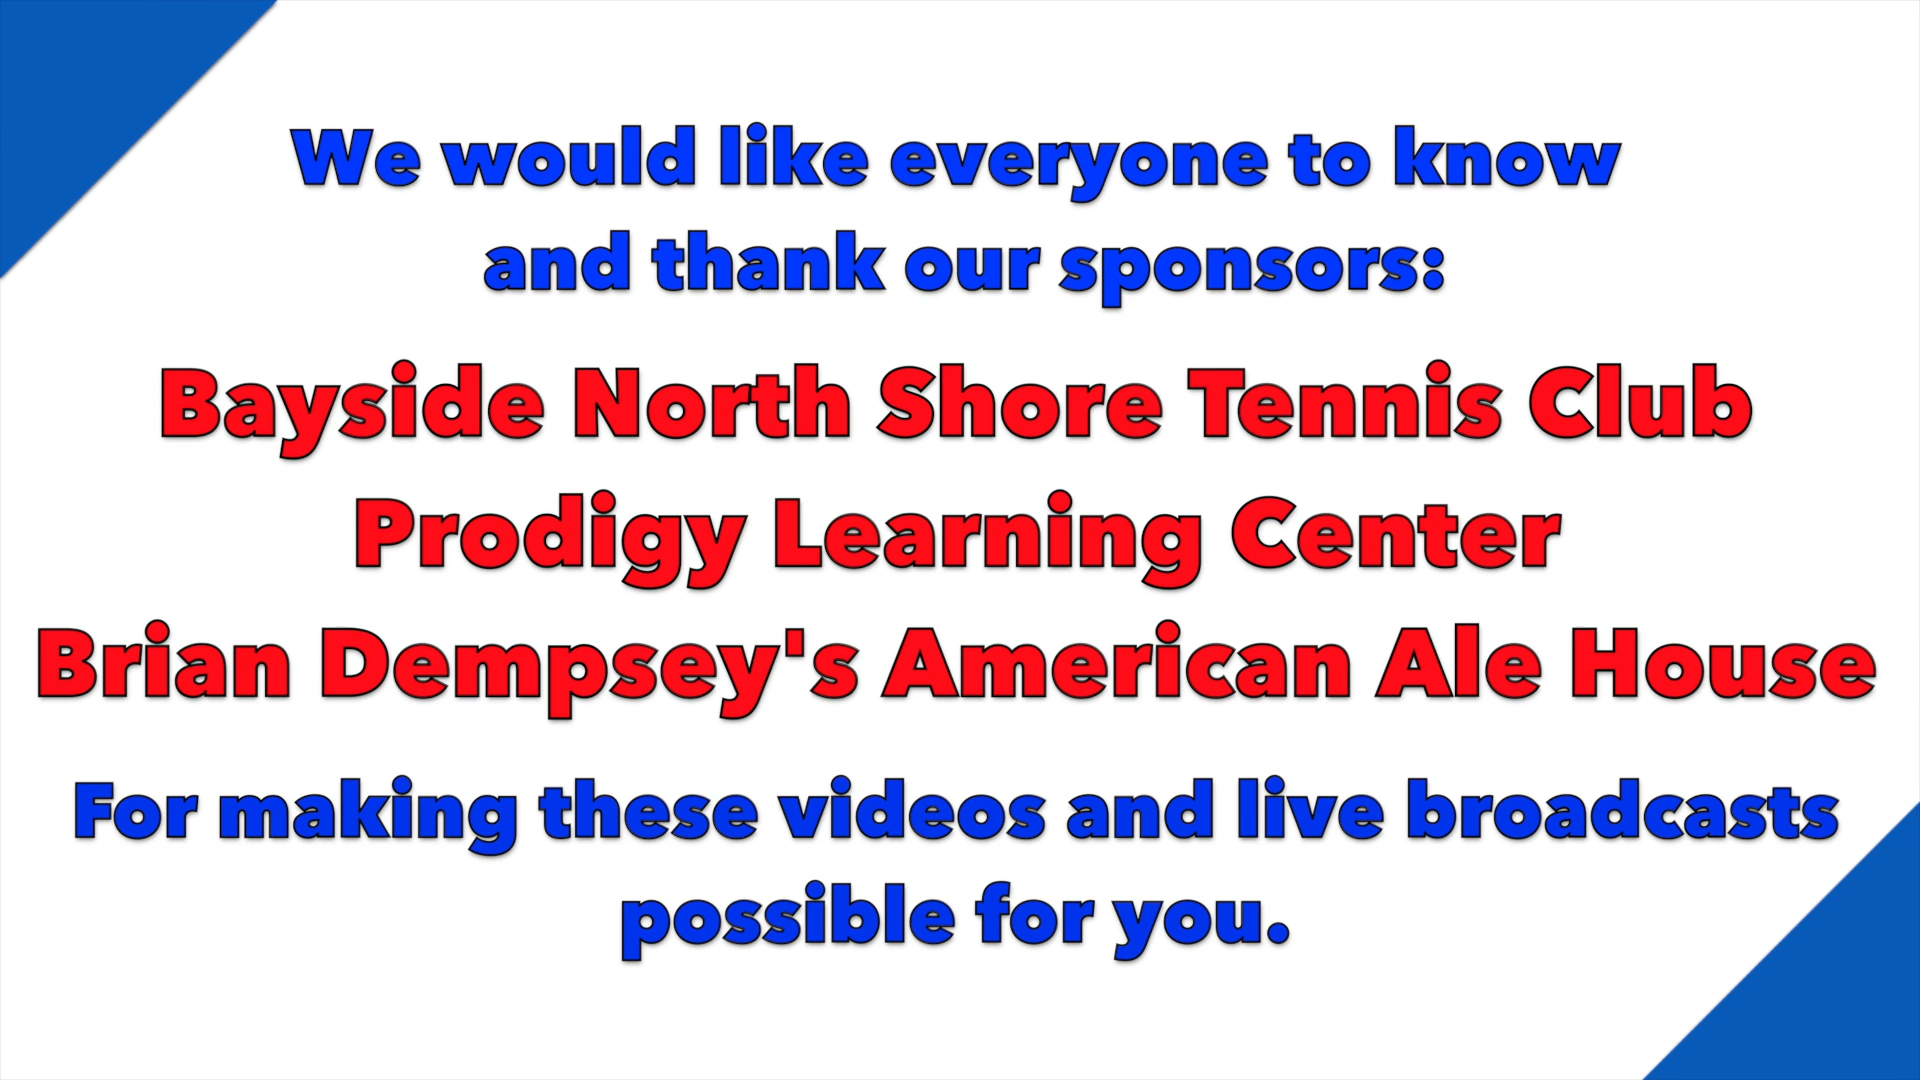 We would like everyone to know
and thank our sponsors:
Bayside North Shore Tennis Club
Prodigy Learning Center
Brian Dempsey's American Ale House
For making these videos and live broadcasts
possible for you.